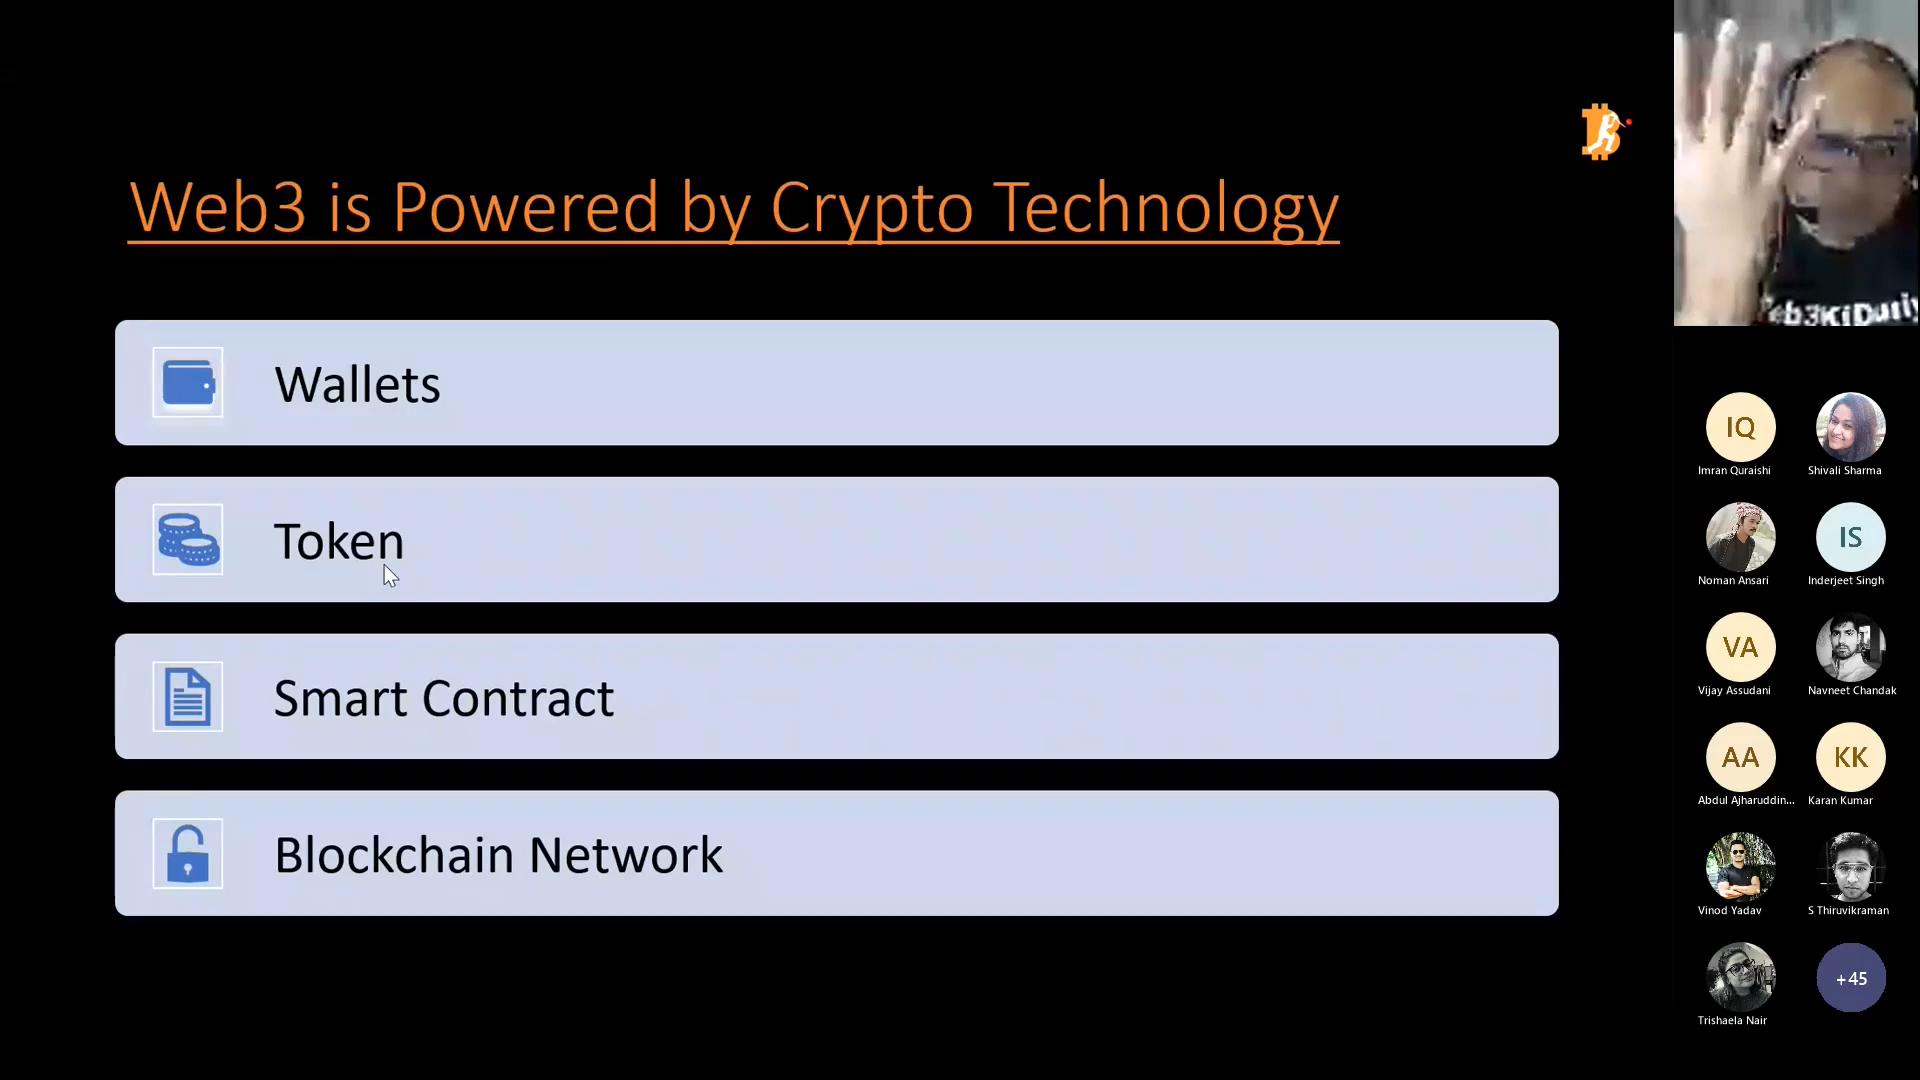 Web3 is Powered by Crypto Technology
Wallets
Token
Smart Contract
Blockchain Network
IQ
Imran Quraishi
Shivali Sharma
Noman Ansari
IS
Inderjeet Singh
VA
Vijay Assudani
Navneet Chandak
AA
Abdul Ajharuddin...
KK
Karan Kumar
Vinod Yadav
S Thiruvikraman
Trishaela Nair
+45